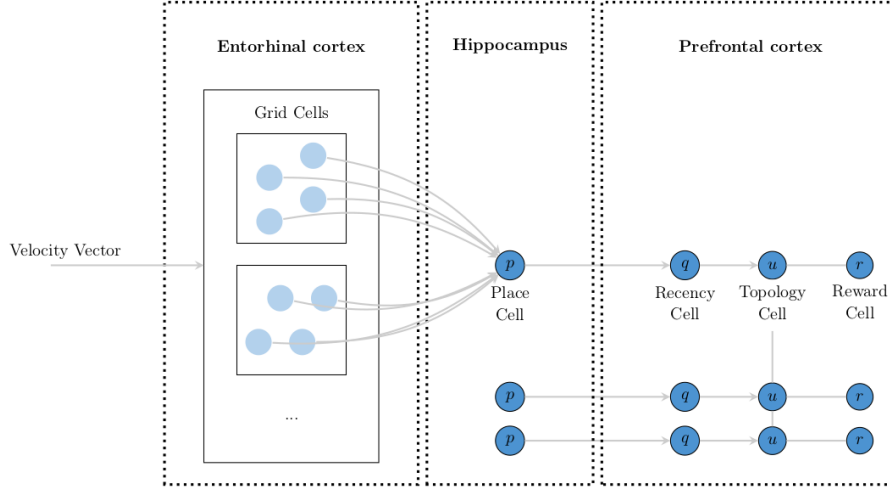 Entorhinal cortex
Hippocampus
Prefrontal cortex
Grid Cells
Velocity Vector
p
q
u
r
Place
Cell
Recency
Cell
Topology
Cell
Reward
Cell
p
q
u
r
...
p
q
u
r